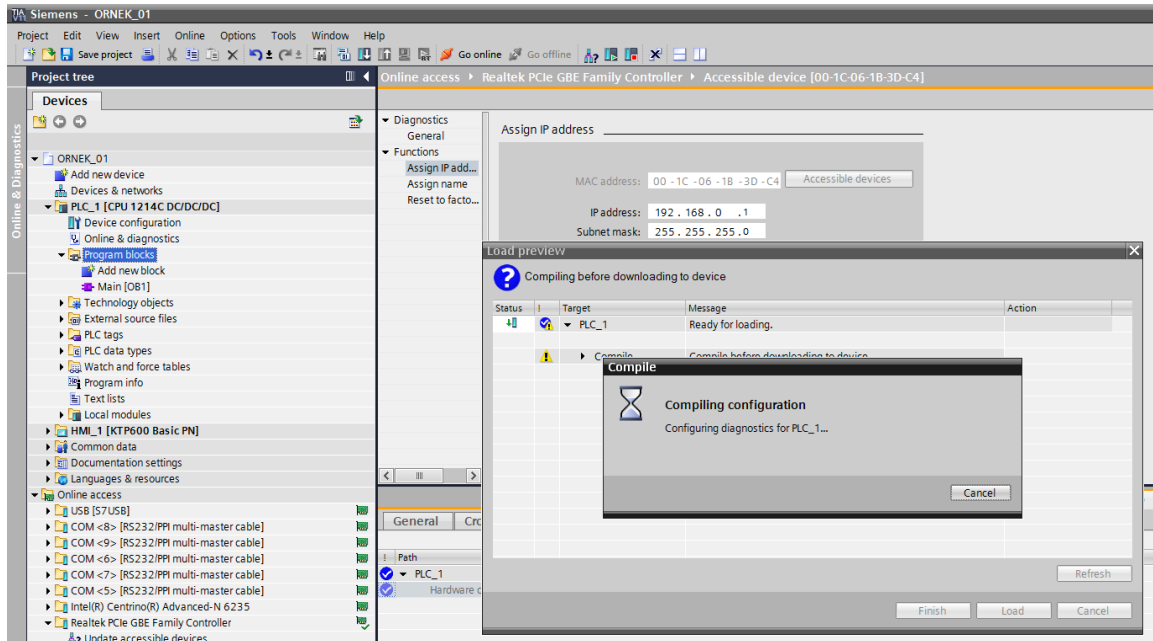 Siemens - ORNEK_01
Project Edit View Insert Online Options Tools Window Help
Save project Go online Go offline
Project tree
Online access Realtek PCIe GBE Family Controller Accessible device [00-1C-06-1B-3D-C4]
Devices
Online & Diagnostics
ORNEK_01
Add new device
Devices & networks
PLC_1 [CPU 1214C DC/DC/DC]
Device configuration
Online & diagnostics
Program blocks
Add new block
Main [OB1]
Technology objects
External source files
PLC tags
PLC data types
Watch and force tables
Program info
Text lists
Local modules
HMI_1 [KTP600 Basic PN]
Common data
Documentation settings
Languages & resources
Online access
USB [S7USB]
COM <8> [RS232/PPI multi-master cable]
COM <9> [RS232/PPI multi-master cable]
COM <6> [RS232/PPI multi-master cable]
COM <7> [RS232/PPI multi-master cable]
COM <5> [RS232/PPI multi-master cable]
Intel(R) Centrino(R) Advanced-N 6235
Realtek PCIe GBE Family Controller
Update accessible devices
Diagnostics
General
Functions
Assign IP add...
Assign name
Reset to facto...
Assign IP address
MAC address: 00 -1C -06 -1B -3D -C4 Accessible devices
IP address: 192 . 168 . 0 . 1
Subnet mask: 255 . 255 . 255 . 0
Load preview
Compiling before downloading to device
Status ! Target Message Action
PLC_1 Ready for loading.
Compile Compile before downloading to device
Compile
Compiling configuration
Configuring diagnostics for PLC_1...
Cancel
General Cro
! Path
PLC_1
Hardware c
Refresh
Finish Load Cancel